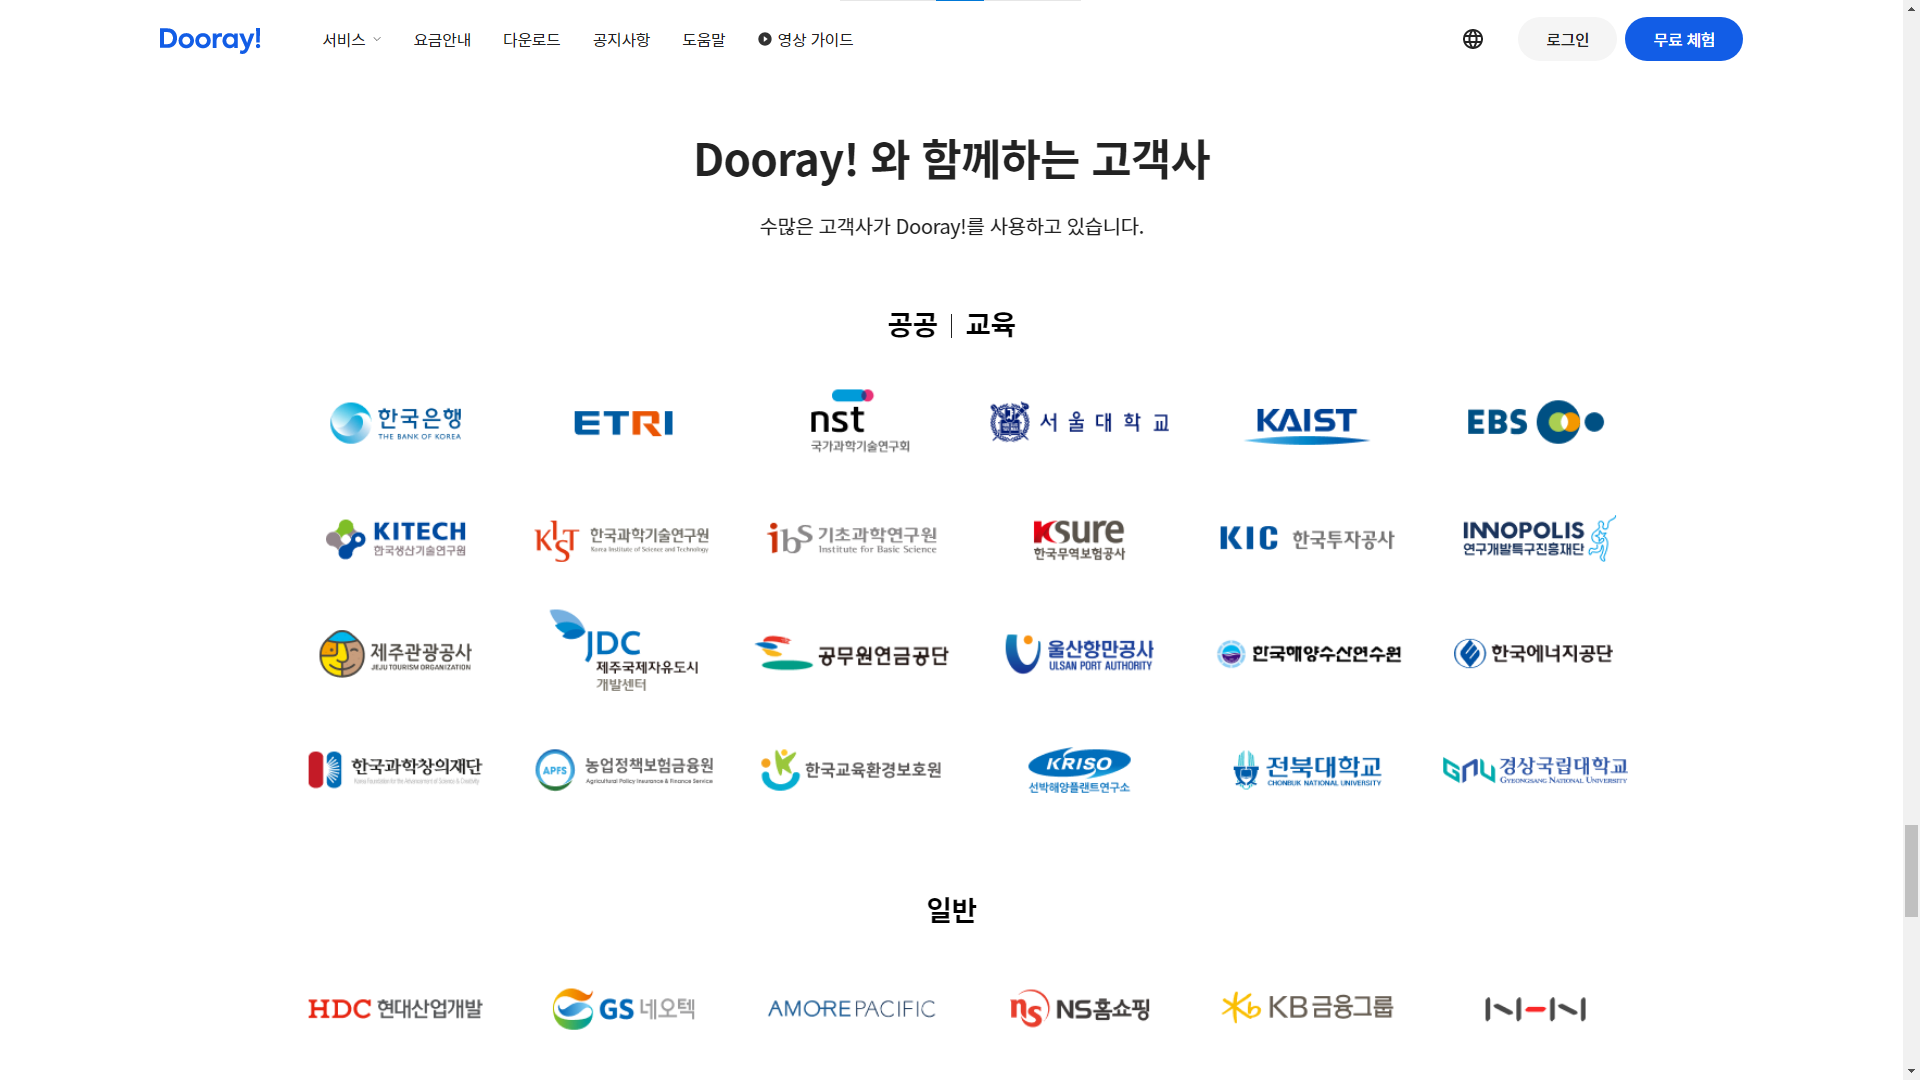 Dooray!
서비스
요금안내
다운로드
공지사항
도움말
영상 가이드
로그인
무료 체험
Dooray! 와 함께하는 고객사
수많은 고객사가 Dooray!를 사용하고 있습니다.
공공 | 교육
한국은행
THE BANK OF KOREA
ETRI
nst
국가과학기술연구회
서울대학교
KAIST
EBS
KITECH
한국생산기술연구원
KIST
한국과학기술연구원
Korea Institute of Science and Technology
ibS
기초과학연구원
Institute for Basic Science
Ksure
한국무역보험공사
KIC 한국투자공사
INNOPOLIS
연구개발특구진흥재단
제주관광공사
JEJU TOURISM ORGANIZATION
JDC
제주국제자유도시
개발센터
공무원연금공단
울산항만공사
ULSAN PORT AUTHORITY
한국해양수산연수원
한국에너지공단
한국과학창의재단
Korea Foundation for the Advancement of Science & Creativity
APFS
농업정책보험금융원
Agricultural Policy Insurance & Finance Service
한국교육환경보호원
KRISO
선박해양플랜트연구소
전북대학교
CHONBUK NATIONAL UNIVERSITY
GNU
경상국립대학교
GYEONGSANG NATIONAL UNIVERSITY
일반
HDC 현대산업개발
GS 네오텍
AMOREPACIFIC
ns NS홈쇼핑
KB 금융그룹
NHN